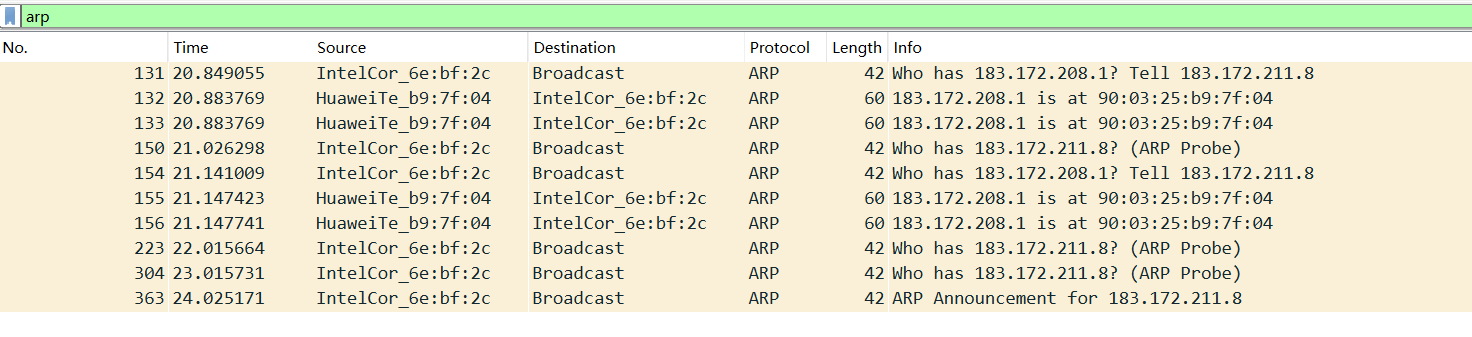 arp
No. Time Source Destination Protocol Length Info
131 20.849055 IntelCor_6e:bf:2c Broadcast ARP 42 Who has 183.172.208.1? Tell 183.172.211.8
132 20.883769 HuaweiTe_b9:7f:04 IntelCor_6e:bf:2c ARP 60 183.172.208.1 is at 90:03:25:b9:7f:04
133 20.883769 HuaweiTe_b9:7f:04 IntelCor_6e:bf:2c ARP 60 183.172.208.1 is at 90:03:25:b9:7f:04
150 21.026298 IntelCor_6e:bf:2c Broadcast ARP 42 Who has 183.172.211.8? (ARP Probe)
154 21.141009 IntelCor_6e:bf:2c Broadcast ARP 42 Who has 183.172.208.1? Tell 183.172.211.8
155 21.147423 HuaweiTe_b9:7f:04 IntelCor_6e:bf:2c ARP 60 183.172.208.1 is at 90:03:25:b9:7f:04
156 21.147741 HuaweiTe_b9:7f:04 IntelCor_6e:bf:2c ARP 60 183.172.208.1 is at 90:03:25:b9:7f:04
223 22.015664 IntelCor_6e:bf:2c Broadcast ARP 42 Who has 183.172.211.8? (ARP Probe)
304 23.015731 IntelCor_6e:bf:2c Broadcast ARP 42 Who has 183.172.211.8? (ARP Probe)
363 24.025171 IntelCor_6e:bf:2c Broadcast ARP 42 ARP Announcement for 183.172.211.8